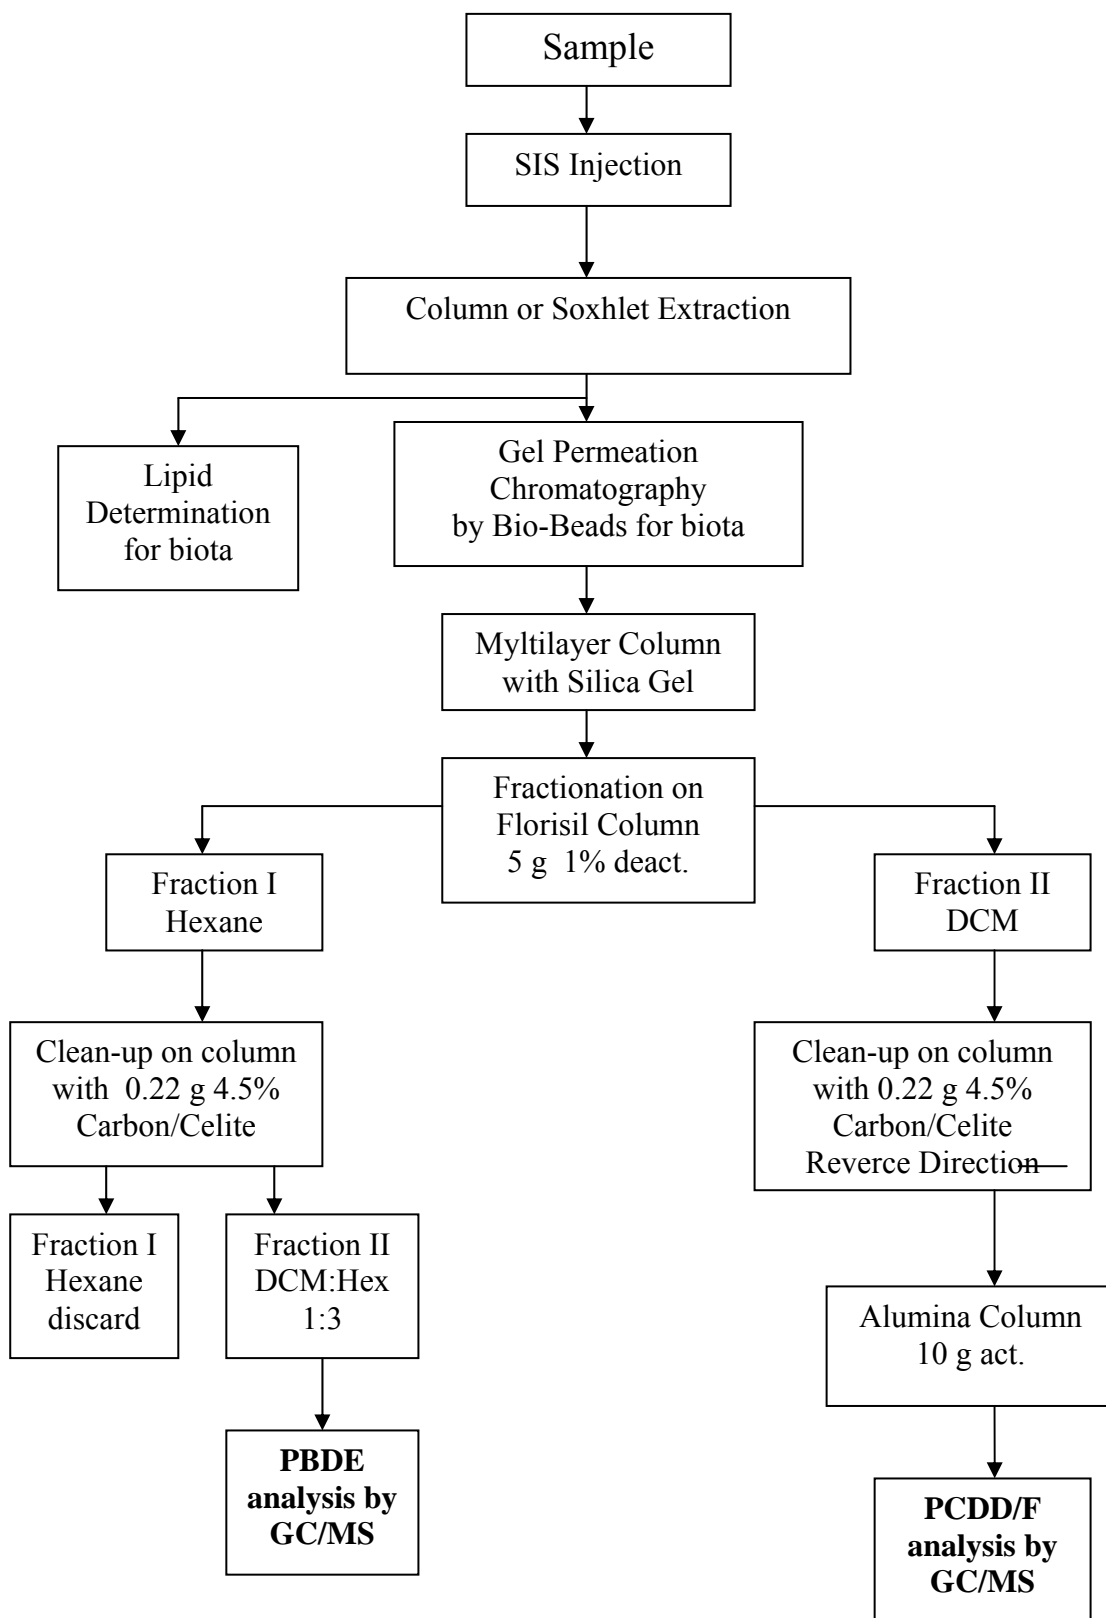 Sample
SIS Injection
Column or Soxhlet Extraction
Lipid
Determination
for biota
Gel Permeation
Chromatography
by Bio-Beads for biota
Myltilayer Column
with Silica Gel
Fractionation on
Florisil Column
5 g 1% deact.
Fraction I
Hexane
Fraction II
DCM
Clean-up on column
with 0.22 g 4.5%
Carbon/Celite
Clean-up on column
with 0.22 g 4.5%
Carbon/Celite
Reverce Direction
Fraction I
Hexane
discard
Fraction II
DCM:Hex
1:3
Alumina Column
10 g act.
PBDE
analysis by
GC/MS
PCDD/F
analysis by
GC/MS